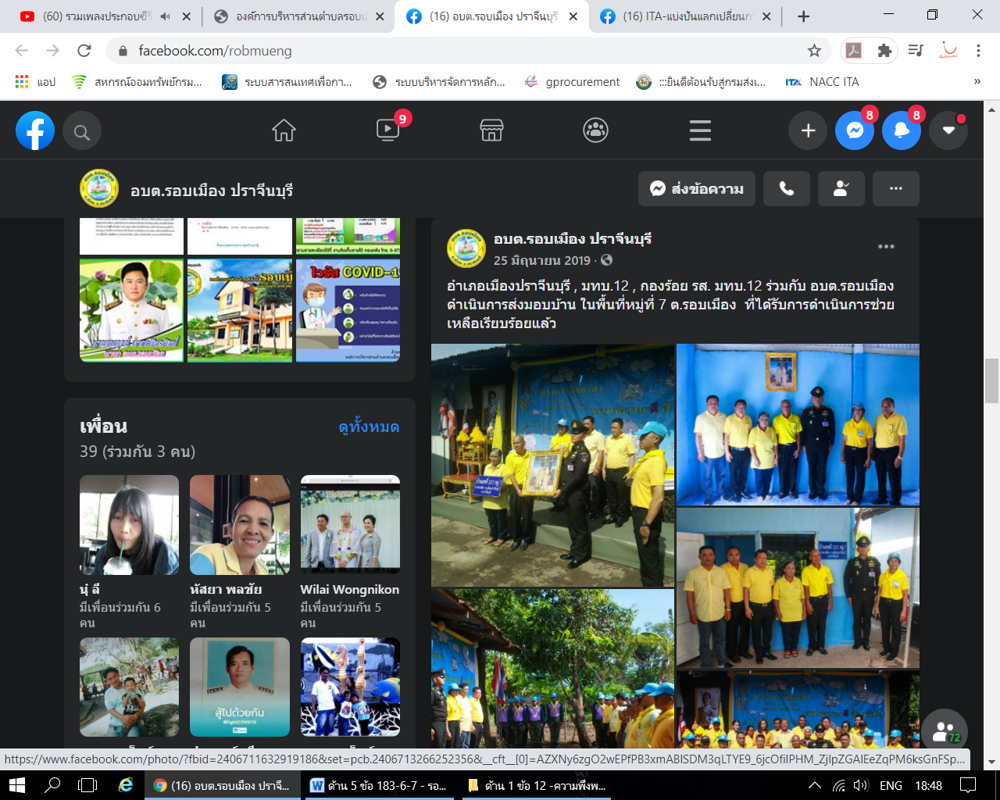 (60) รวมเพลงประกอบซีรี
องค์การบริหารส่วนตำบลรอบเมื
(16) อบต.รอบเมือง ปราจีนบุรี
(16) ITA-แบ่งปันแลกเปลี่ยนกา
facebook.com/robmueng
แอป
สหกรณ์ออมทรัพย์กรม...
ระบบสารสนเทศเพื่อกา...
ระบบบริหารจัดการหลัก...
gprocurement
:::ยินดีต้อนรับสู่กรมส่งเ...
ITA
NACC ITA
»
9
8
8
อบต.รอบเมือง ปราจีนบุรี
ส่งข้อความ
ไวรัส COVID-1
อบต.รอบเมือง ปราจีนบุรี
25 มิถุนายน 2019 ·
อำเภอเมืองปราจีนบุรี , มทบ.12 , กองร้อย รส. มทบ.12 ร่วมกับ อบต.รอบเมือง
ดำเนินการส่งมอบบ้าน ในพื้นที่หมู่ที่ 7 ต.รอบเมือง ที่ได้รับการดำเนินการช่วย
เหลือเรียบร้อยแล้ว
เพื่อน
ดูทั้งหมด
39 (ร่วมกัน 3 คน)
นุ๋ ลี
มีเพื่อนร่วมกัน 6
คน
หัสยา พลชัย
มีเพื่อนร่วมกัน 5
คน
Wilai Wongnikon
มีเพื่อนร่วมกัน 5
คน
สู้ไปด้วยกัน
#FightCOVID19
72
https://www.facebook.com/photo/?fbid=2406711632919186&set=pcb.2406713266252356&__cft__[0]=AZXNy6zgO2wEPfPB3xmABlSDM3qLTYE9_6jcOfiIPHM_ZjIpZGAIEeZqPM6ksGnFSp...
(16) อบต.รอบเมือง ปราจี...
ด้าน 5 ข้อ 183-6-7 - รอ...
ด้าน 1 ข้อ 12 -ความพึงพ...
ENG
18:48